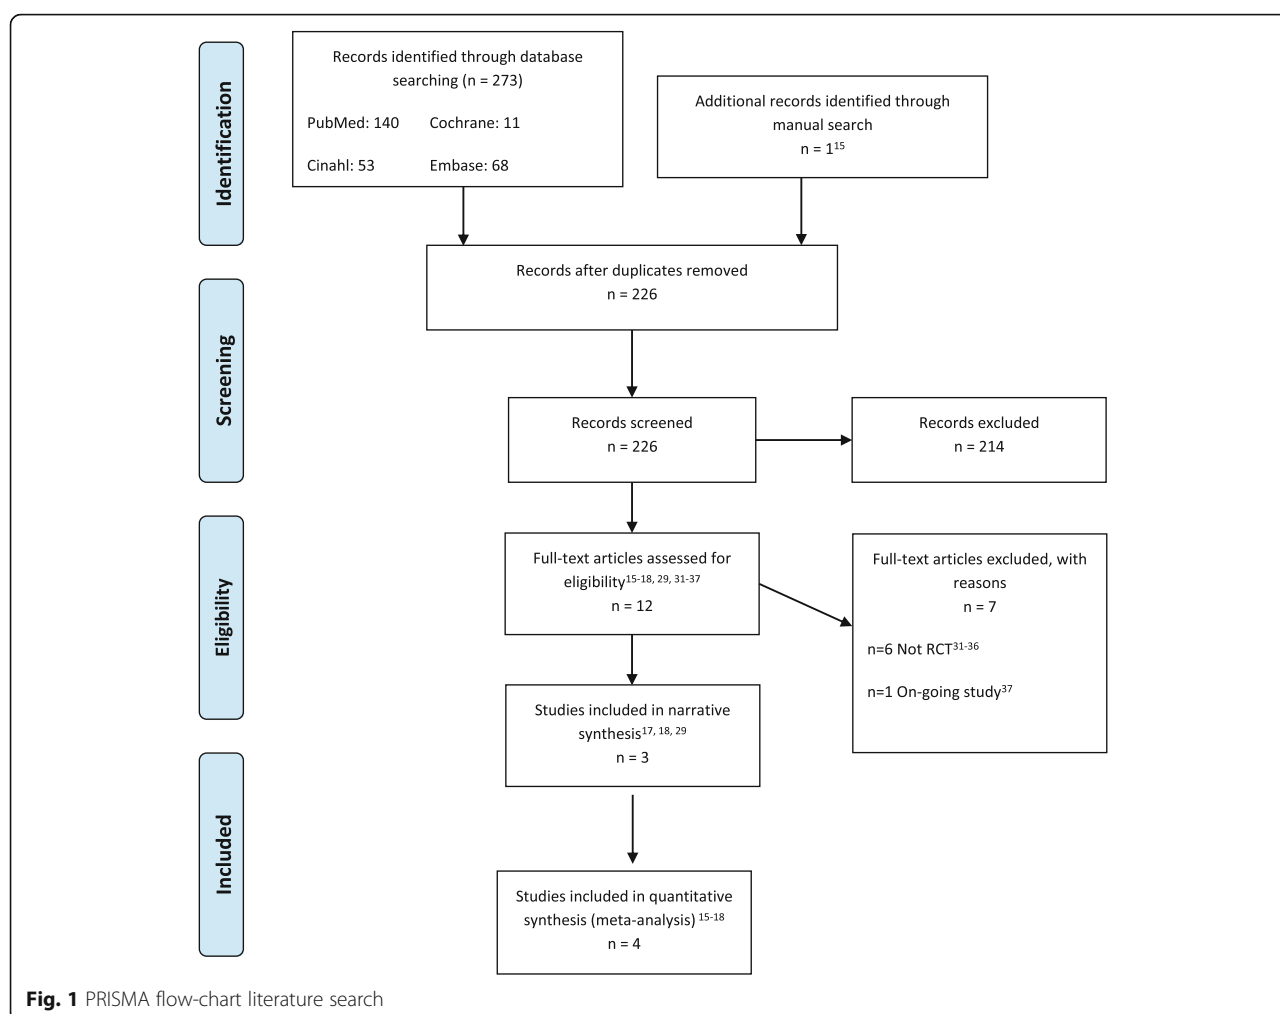 Identification
Records identified through database
searching (n = 273)
PubMed: 140 Cochrane: 11
Cinahl: 53 Embase: 68
Additional records identified through
manual search
n = 1¹⁵
Records after duplicates removed
n = 226
Screening
Records screened
n = 226
Records excluded
n = 214
Eligibility
Full-text articles assessed for
eligibility¹⁵⁻¹⁸, ²⁹, ³¹⁻³⁷
n = 12
Full-text articles excluded, with
reasons
n = 7
n=6 Not RCT³¹⁻³⁶
n=1 On-going study³⁷
Studies included in narrative
synthesis¹⁷, ¹⁸, ²⁹
n = 3
Included
Studies included in quantitative
synthesis (meta-analysis) ¹⁵⁻¹⁸
n = 4
Fig. 1 PRISMA flow-chart literature search